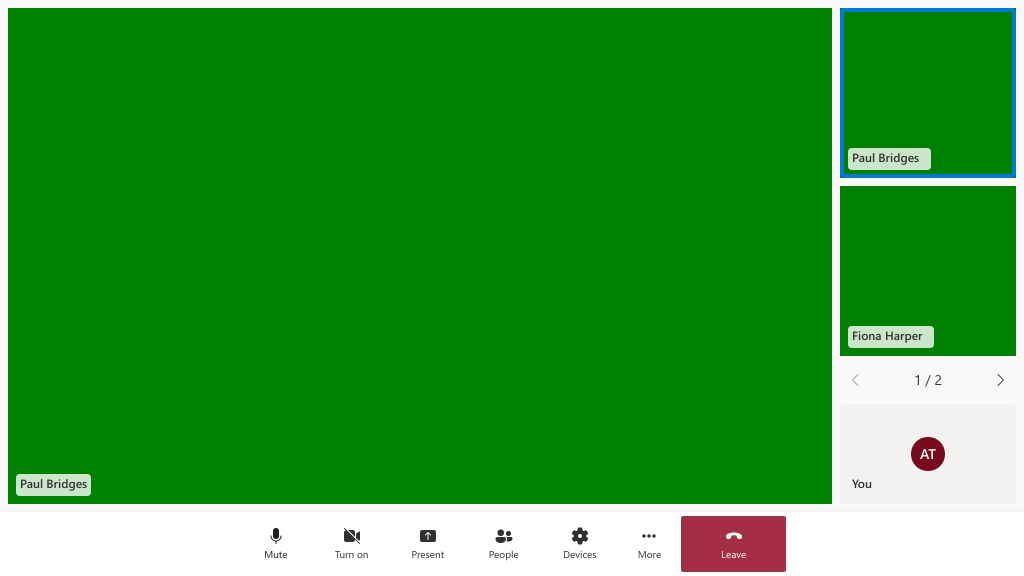 Paul Bridges
Paul Bridges
Fiona Harper
1 / 2
AT
You
Mute
Turn on
Present
People
Devices
More
Leave